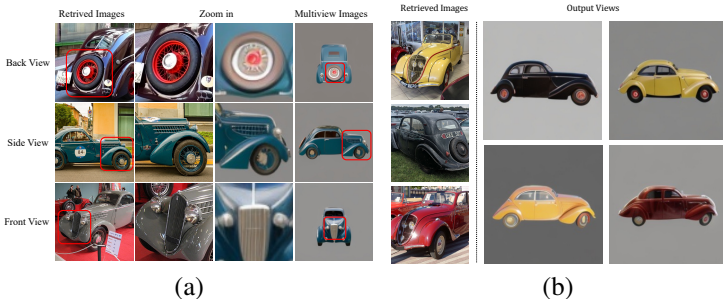 Retrived Images Zoom in Multiview Images
Back View
Side View
Front View
(a)
Retrieved Images Output Views
(b)